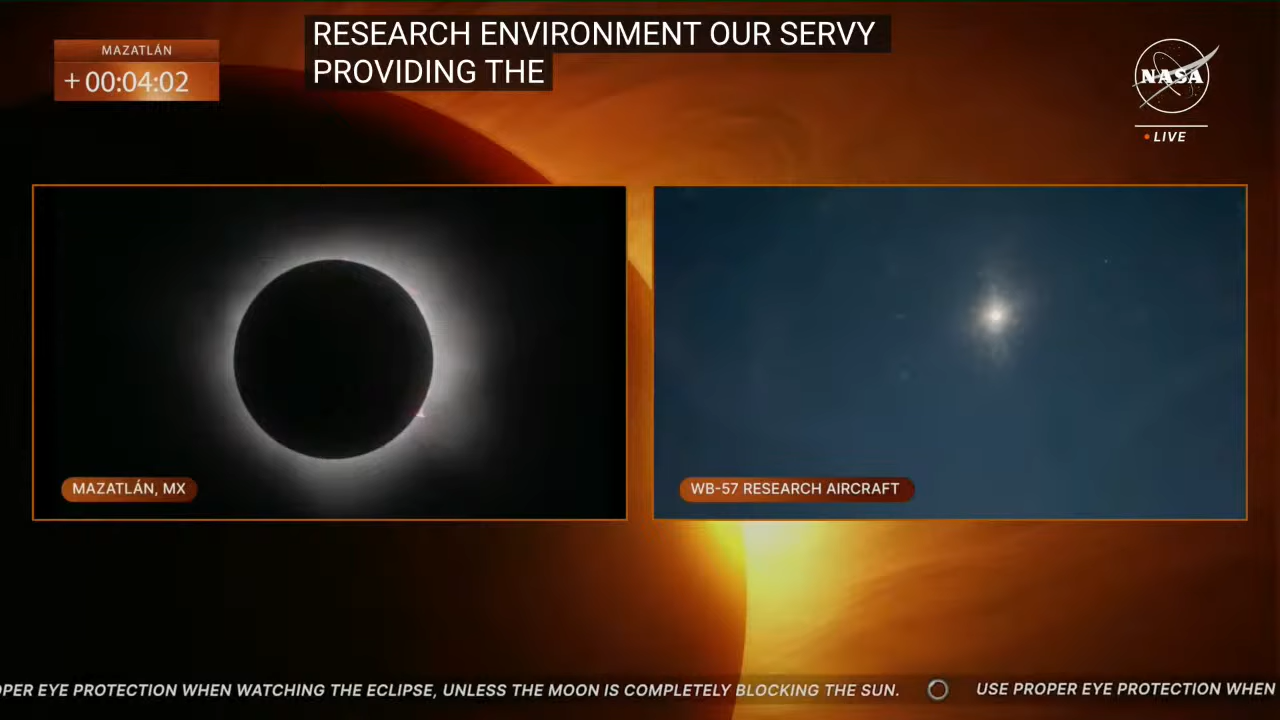 RESEARCH ENVIRONMENT OUR SERVY
PROVIDING THE
MAZATLÁN
+ 00:04:02
NASA
LIVE
MAZATLÁN, MX
WB-57 RESEARCH AIRCRAFT
OPER EYE PROTECTION WHEN WATCHING THE ECLIPSE, UNLESS THE MOON IS COMPLETELY BLOCKING THE SUN. USE PROPER EYE PROTECTION WHEN